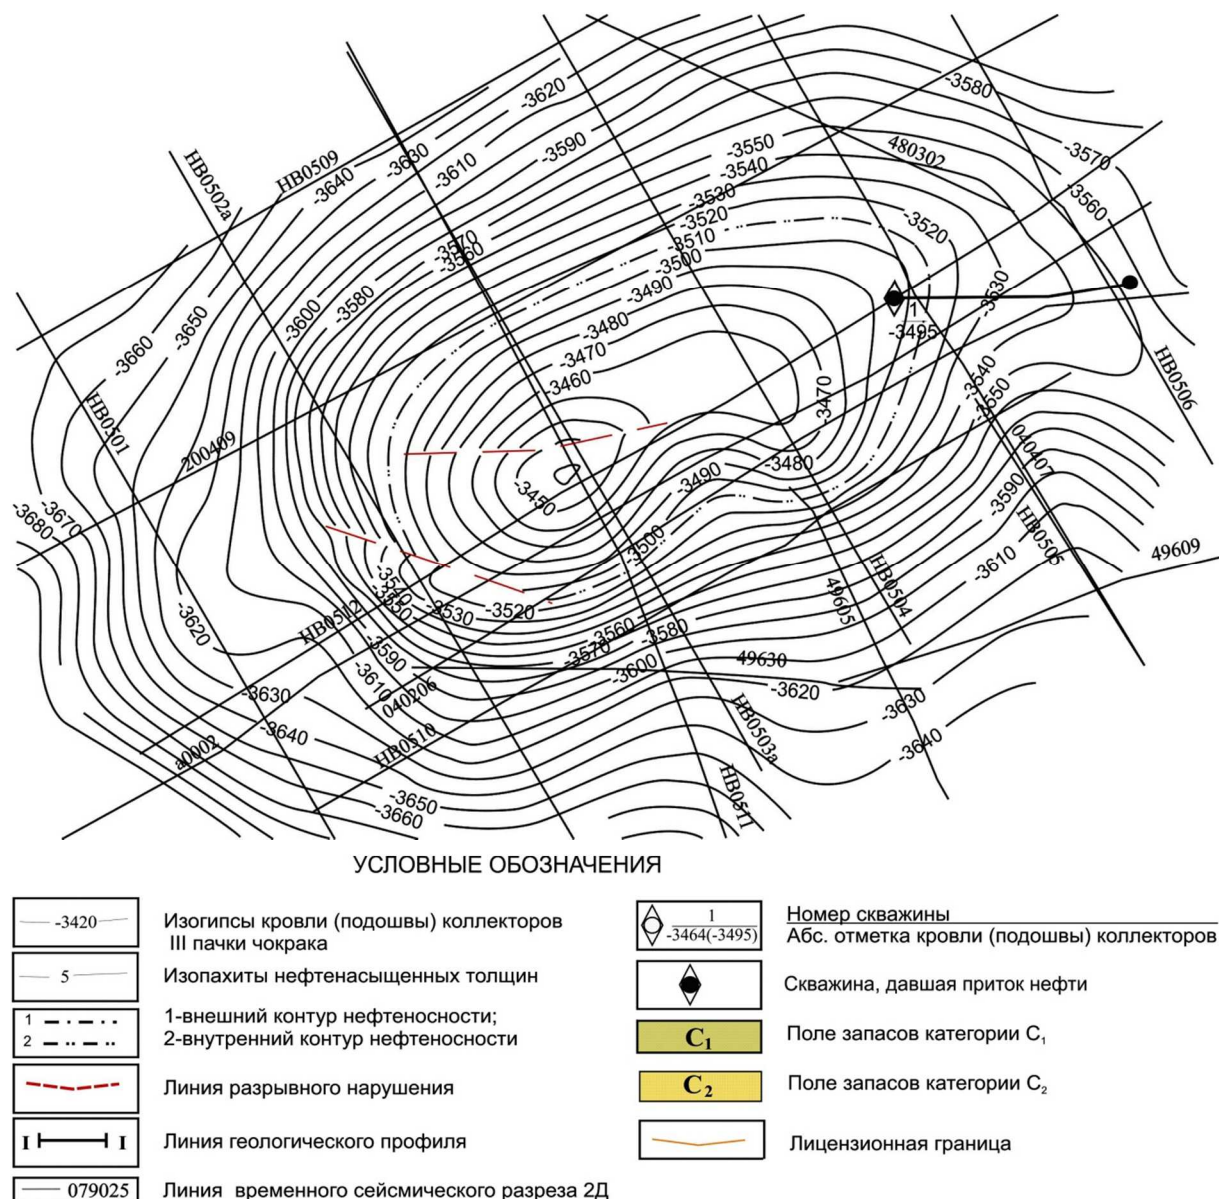 -3620
-3580
HB0509
-3630
-3590
-3550
480302
-3570
HB0502a
-3640
-3610
-3540
-3560
-3530
-3520
-3520
-3570
-3560
-3510
-3500
-3490
-3530
-3650
-3600
-3580
-3480
1
-3495
-3660
-3470
-3460
HB0506
HB0501
-3540
-3550
-3470
200409
040407
-3480
-3490
-3450
-3590
-3670
-3680
HB0505
-3500
49609
-3610
HB0504
49605
-3540
-3550
-3530
-3520
-3620
HB0512
-3560
-3580
-3570
-3590
-3600
49630
-3610
-3620
-3630
040206
-3630
HB0503a
-3640
-3640
a0002
HB0510
HB0511
-3650
-3660
УСЛОВНЫЕ ОБОЗНАЧЕНИЯ
-3420
Изогипсы кровли (подошвы) коллекторов
III пачки чокрака
5
Изопахиты нефтенасыщенных толщин
1
2
1-внешний контур нефтеносности;
2-внутренний контур нефтеносности
Линия разрывного нарушения
I I
Линия геологического профиля
079025
Линия временного сейсмического разреза 2Д
1
-3464(-3495)
Номер скважины
Абс. отметка кровли (подошвы) коллекторов
Скважина, давшая приток нефти
C₁
Поле запасов категории C₁
C₂
Поле запасов категории C₂
Лицензионная граница